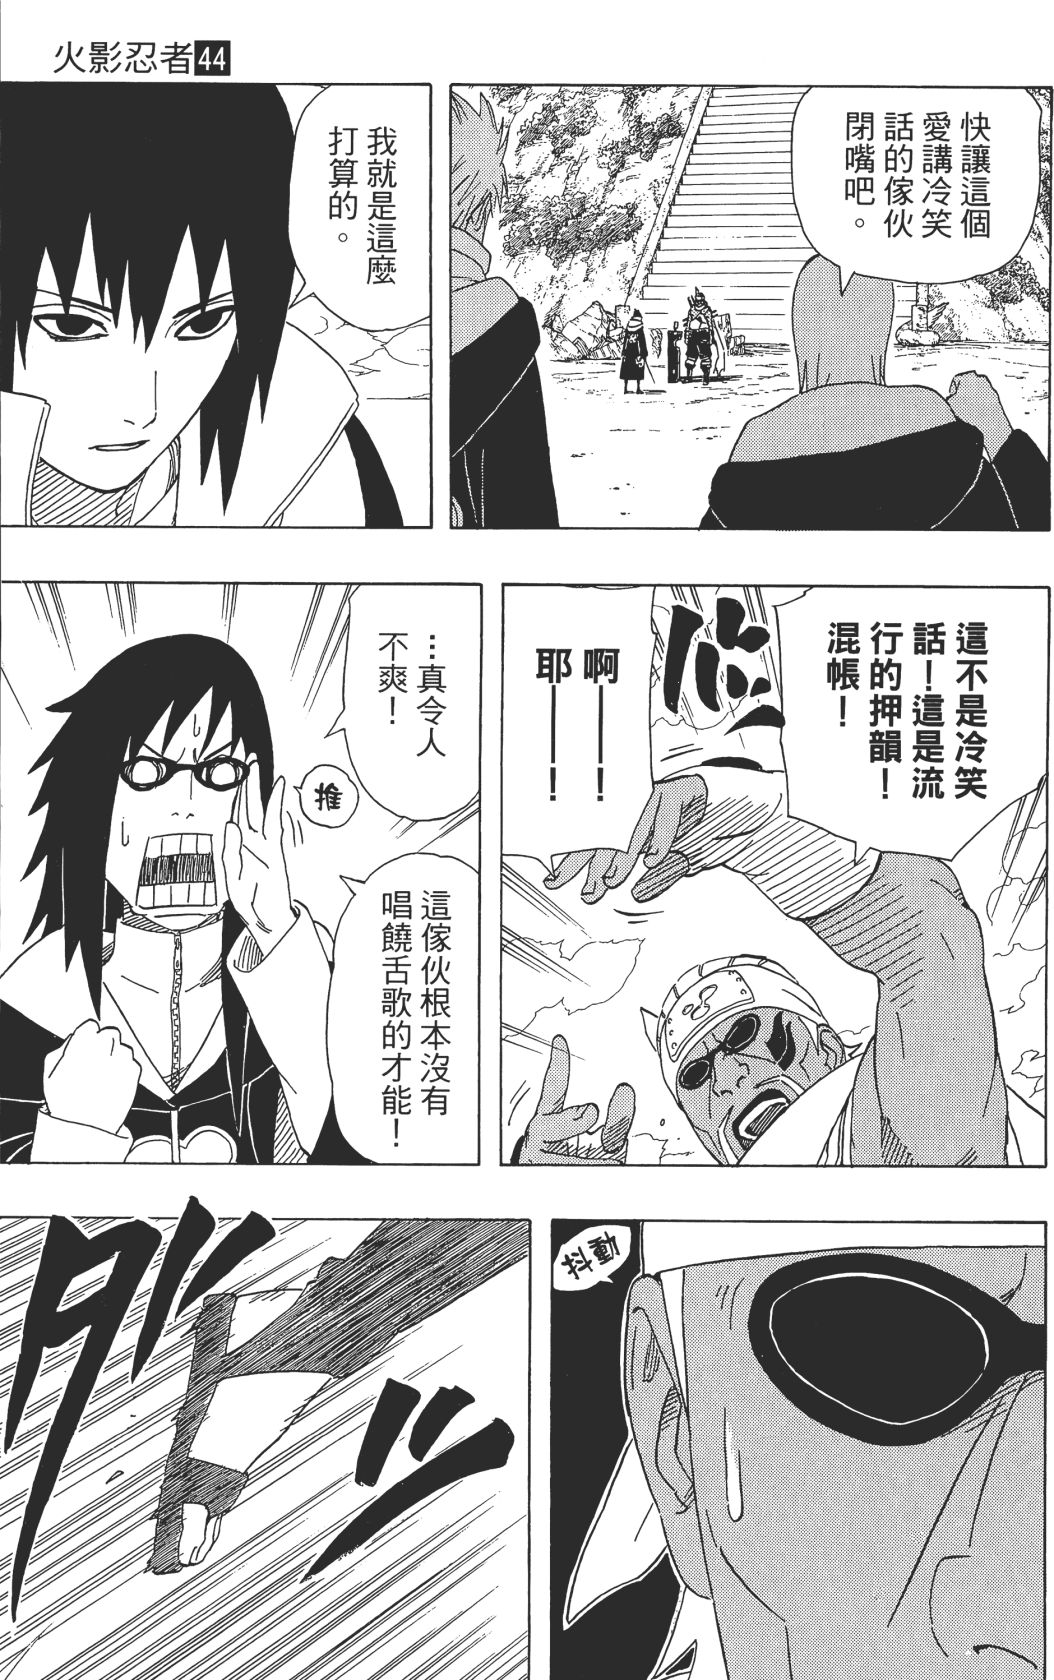 火影忍者44
快讓這個
愛講冷笑
話的傢伙
閉嘴吧。
我就是這麼
打算的。
這不是冷笑
話！這是流
行的押韻！
混帳！
啊——！
耶——！
…真令人
不爽！
推
這傢伙根本沒有
唱饒舌歌的才能！
動
抖
ダッ